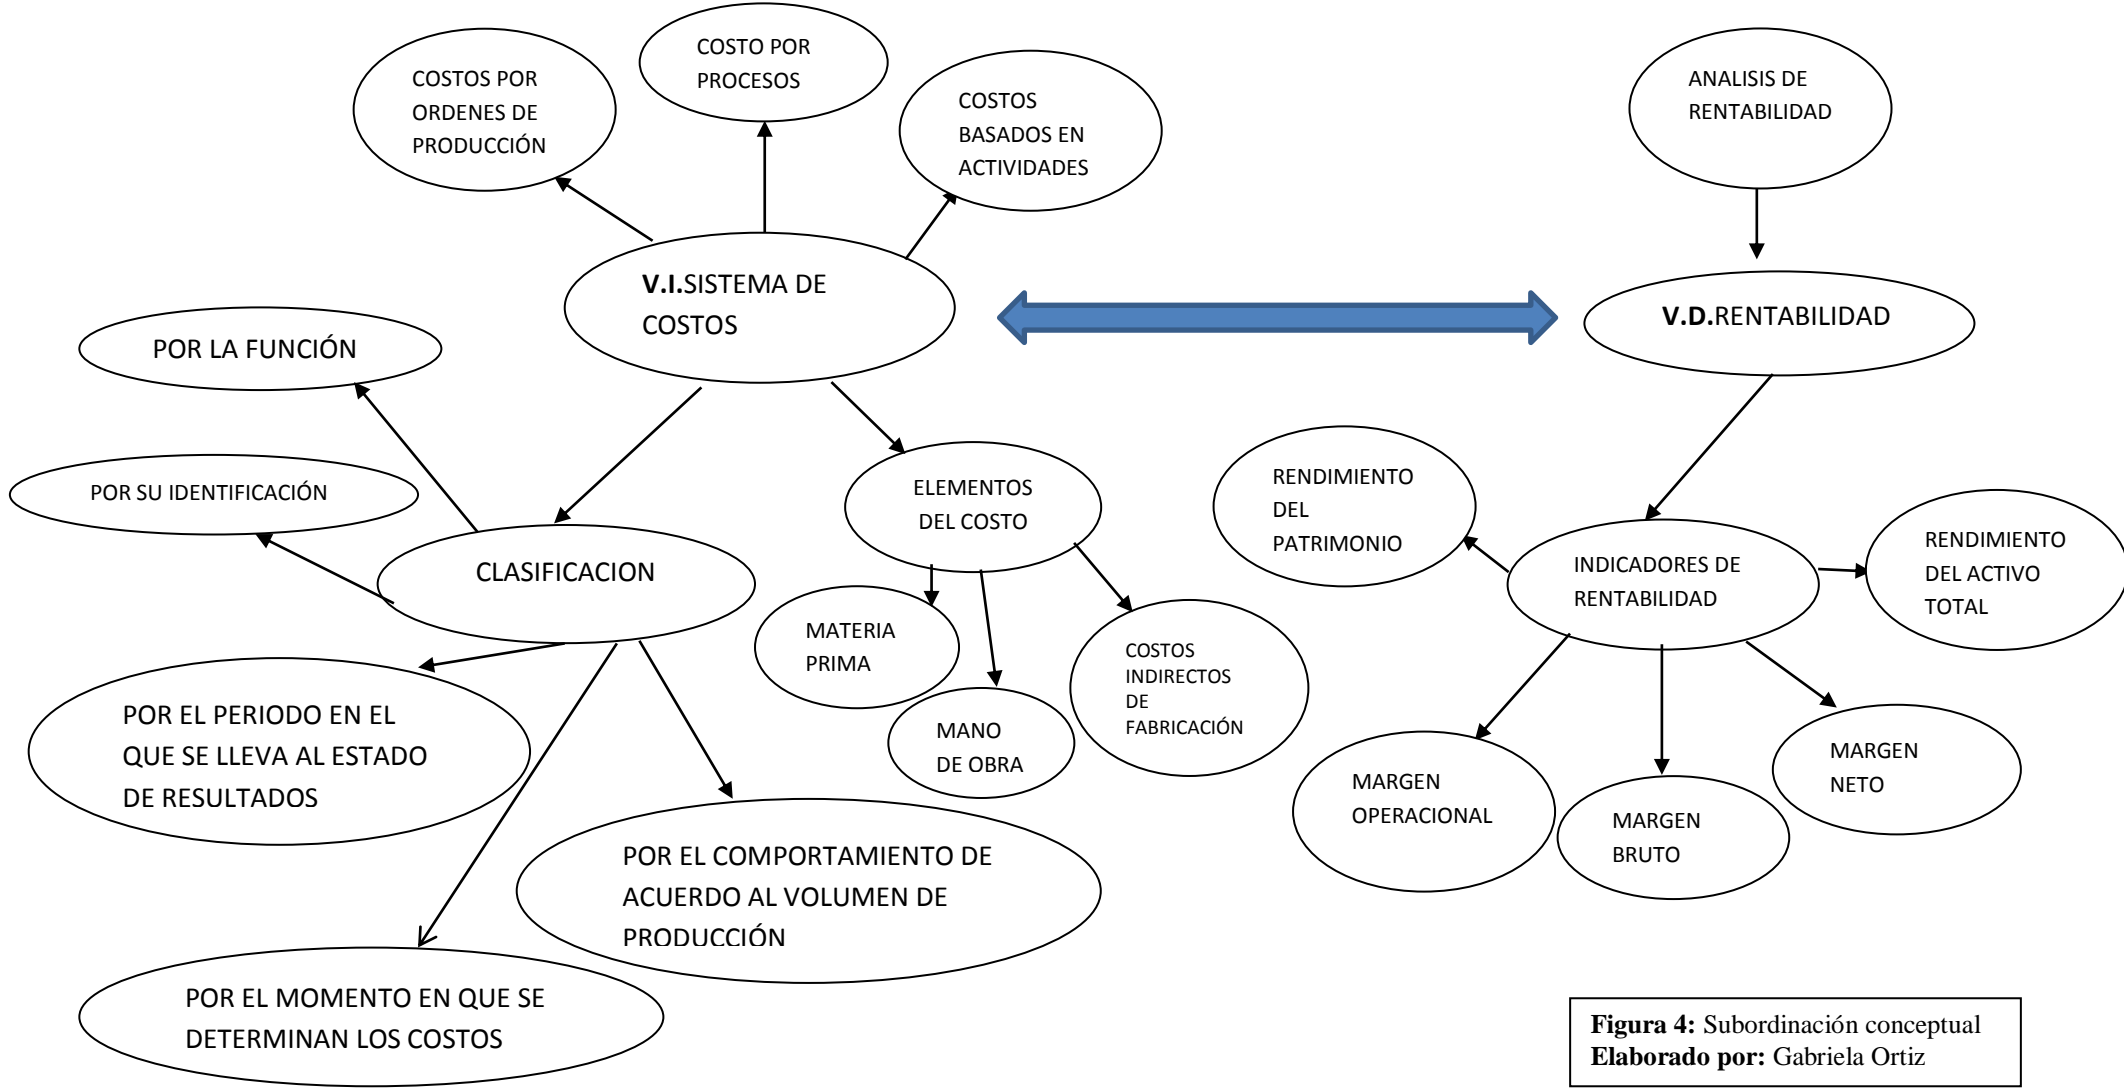 COSTOS POR
ORDENES DE
PRODUCCIÓN
COSTO POR
PROCESOS
COSTOS
BASADOS EN
ACTIVIDADES
ANALISIS DE
RENTABILIDAD
V.I.SISTEMA DE
COSTOS
V.D.RENTABILIDAD
POR LA FUNCIÓN
POR SU IDENTIFICACIÓN
CLASIFICACION
ELEMENTOS
DEL COSTO
RENDIMIENTO
DEL
PATRIMONIO
INDICADORES DE
RENTABILIDAD
RENDIMIENTO
DEL ACTIVO
TOTAL
MATERIA
PRIMA
MANO
DE OBRA
COSTOS
INDIRECTOS
DE
FABRICACIÓN
POR EL PERIODO EN EL
QUE SE LLEVA AL ESTADO
DE RESULTADOS
MARGEN
OPERACIONAL
MARGEN
BRUTO
MARGEN
NETO
POR EL COMPORTAMIENTO DE
ACUERDO AL VOLUMEN DE
PRODUCCIÓN
POR EL MOMENTO EN QUE SE
DETERMINAN LOS COSTOS
Figura 4: Subordinación conceptual
Elaborado por: Gabriela Ortiz